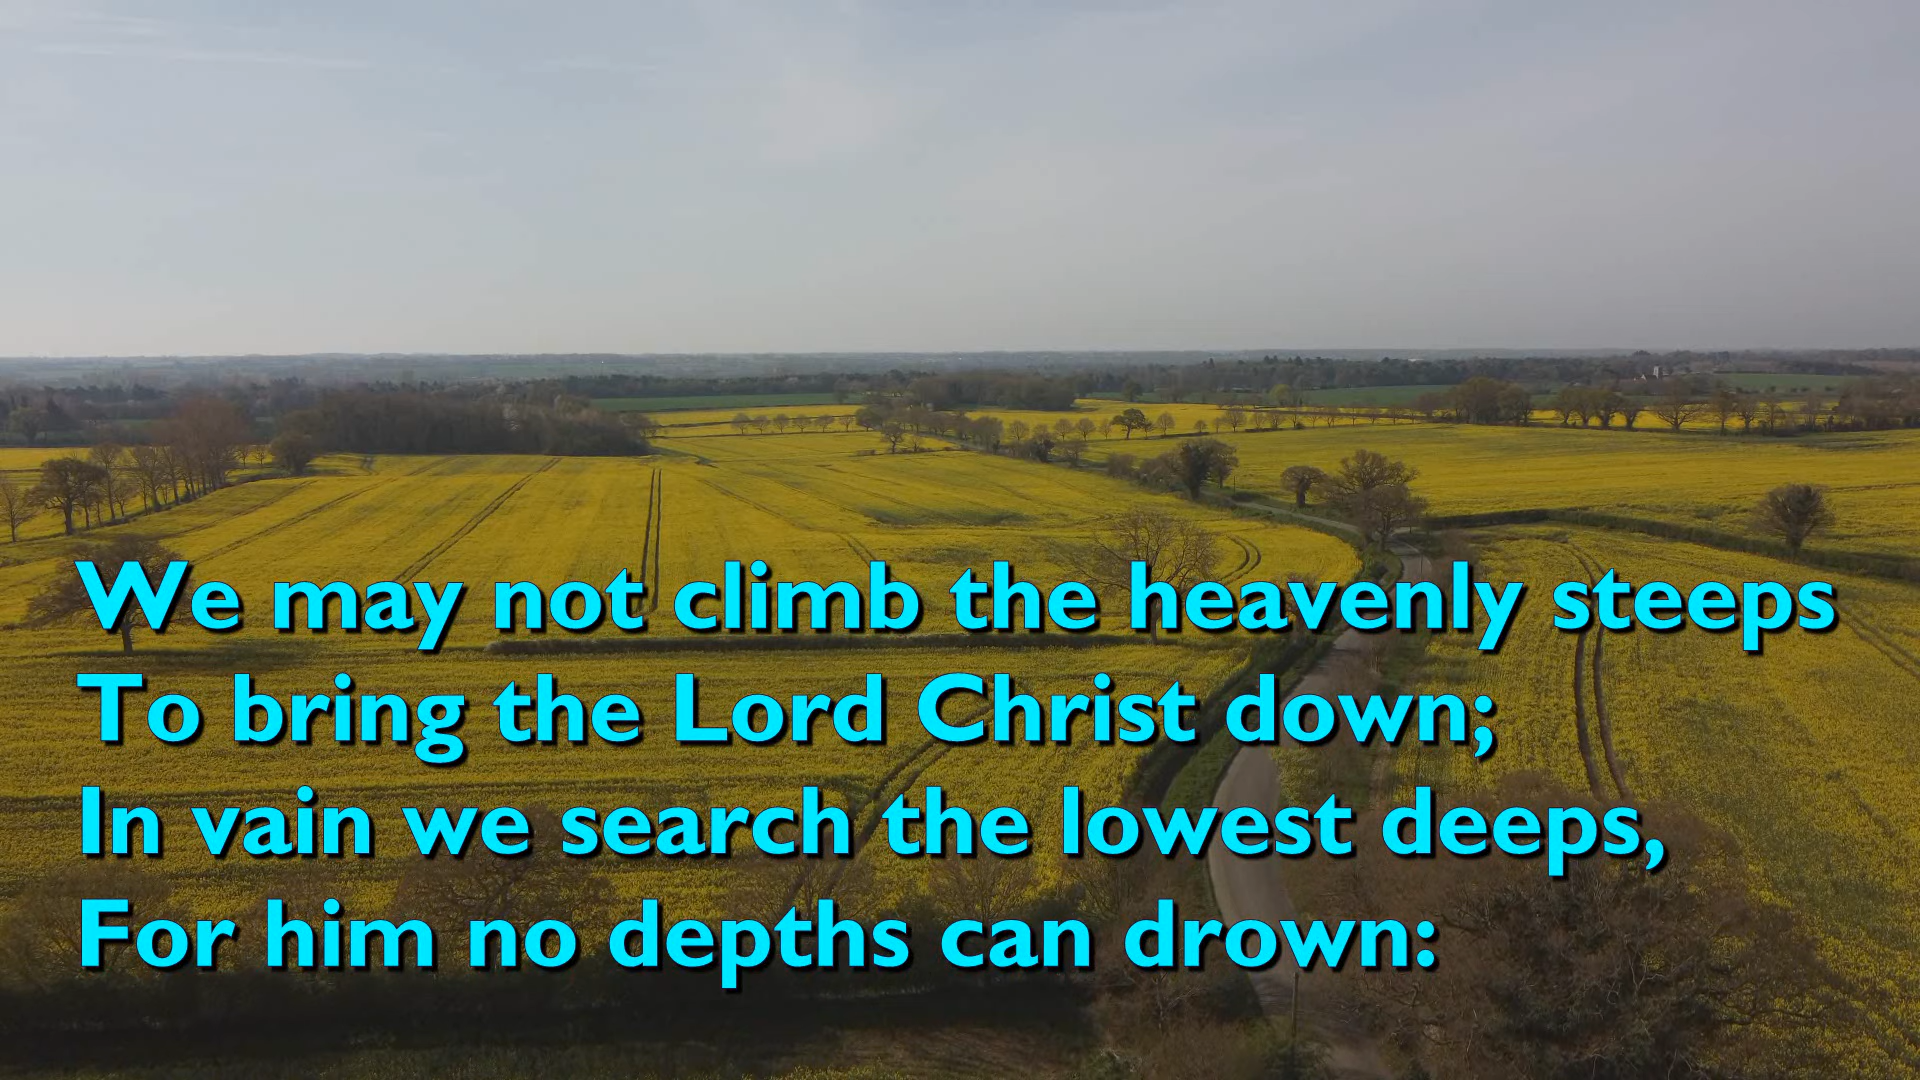 We may not climb the heavenly steeps
To bring the Lord Christ down;
In vain we search the lowest deeps,
For him no depths can drown: